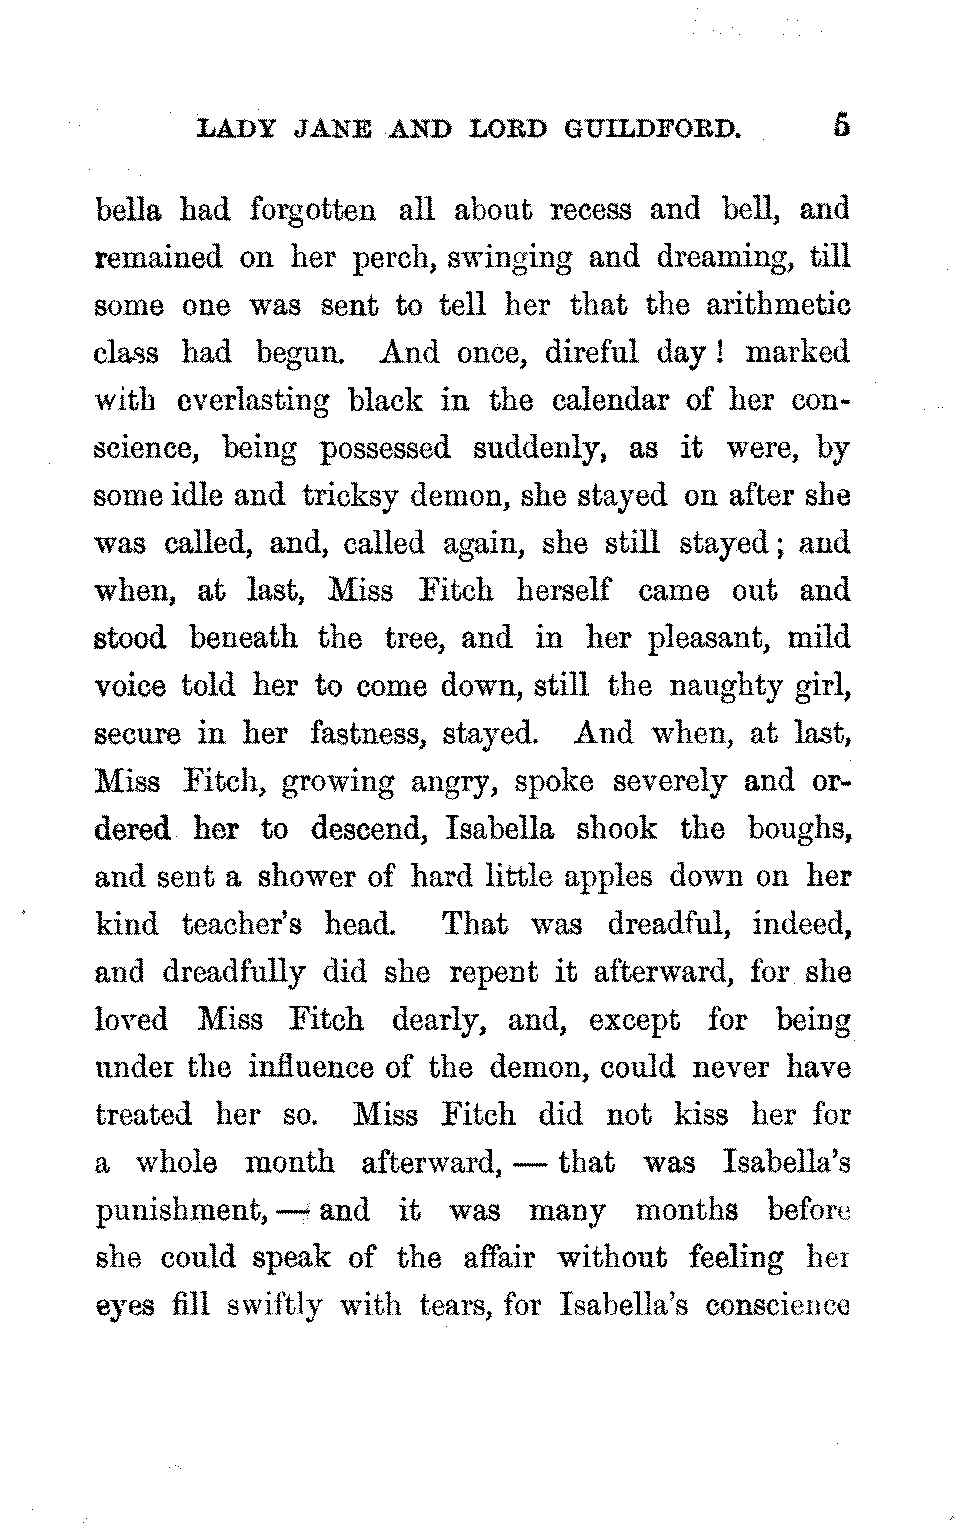 LADY JANE AND LORD GUILDFORD. 5
bella had forgotten all about recess and bell, and
remained on her perch, swinging and dreaming, till
some one was sent to tell her that the arithmetic
class had begun. And once, direful day! marked
with everlasting black in the calendar of her con-
science, being possessed suddenly, as it were, by
some idle and tricksy demon, she stayed on after she
was called, and, called again, she still stayed; and
when, at last, Miss Fitch herself came out and
stood beneath the tree, and in her pleasant, mild
voice told her to come down, still the naughty girl,
secure in her fastness, stayed. And when, at last,
Miss Fitch, growing angry, spoke severely and or-
dered her to descend, Isabella shook the boughs,
and sent a shower of hard little apples down on her
kind teacher's head. That was dreadful, indeed,
and dreadfully did she repent it afterward, for she
loved Miss Fitch dearly, and, except for being
under the influence of the demon, could never have
treated her so. Miss Fitch did not kiss her for
a whole month afterward, — that was Isabella's
punishment, — and it was many months before
she could speak of the affair without feeling her
eyes fill swiftly with tears, for Isabella's conscience